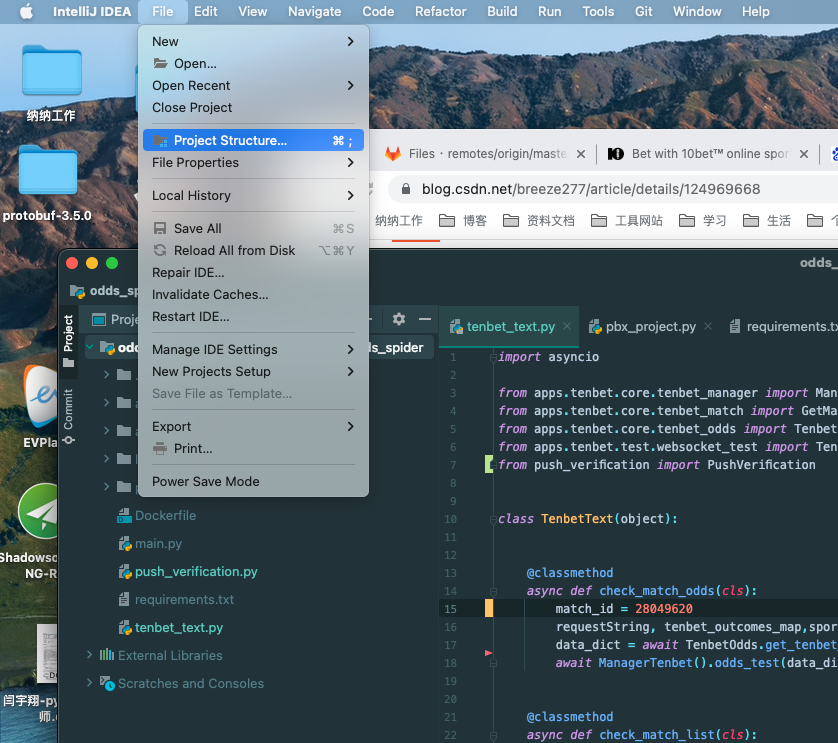 IntelliJ IDEA File Edit View Navigate Code Refactor Build Run Tools Git Window Help
New
Open...
Open Recent
Close Project
Project Structure... ⌘ ;
File Properties
Local History
Save All ⌘ S
Reload All from Disk ⌥ ⌘ Y
Repair IDE...
Invalidate Caches...
Restart IDE...
Manage IDE Settings
New Projects Setup
Save File as Template...
Export
Print...
Power Save Mode
纳纳工作
protobuf-3.5.0
EVPla
Shadowsoc
NG-R
闫宇翔-py
师.
Files · remotes/origin/maste
Bet with 10bet™ online spor
blog.csdn.net/breeze277/article/details/124969668
纳纳工作 博客 资料文档 工具网站 学习 生活
odds_
odds_sp
Project
Commit
Proje
odd
ds_spider
Dockerfile
main.py
push_verification.py
requirements.txt
tenbet_text.py
External Libraries
Scratches and Consoles
tenbet_text.py pbx_project.py requirements.tx
1 import asyncio
2
3 from apps.tenbet.core.tenbet_manager import Man
4 from apps.tenbet.core.tenbet_match import GetMa
5 from apps.tenbet.core.tenbet_odds import Tenbet
6 from apps.tenbet.test.websocket_test import Ten
7 from push_verification import PushVerification
8
9
10 class TenbetText(object):
11
12
13 @classmethod
14 async def check_match_odds(cls):
15 match_id = 28049620
16 requestString, tenbet_outcomes_map,spor
17 data_dict = await TenbetOdds.get_tenbet
18 await ManagerTenbet().odds_test(data_di
19
20
21 @classmethod
22 async def check_match_list(cls):